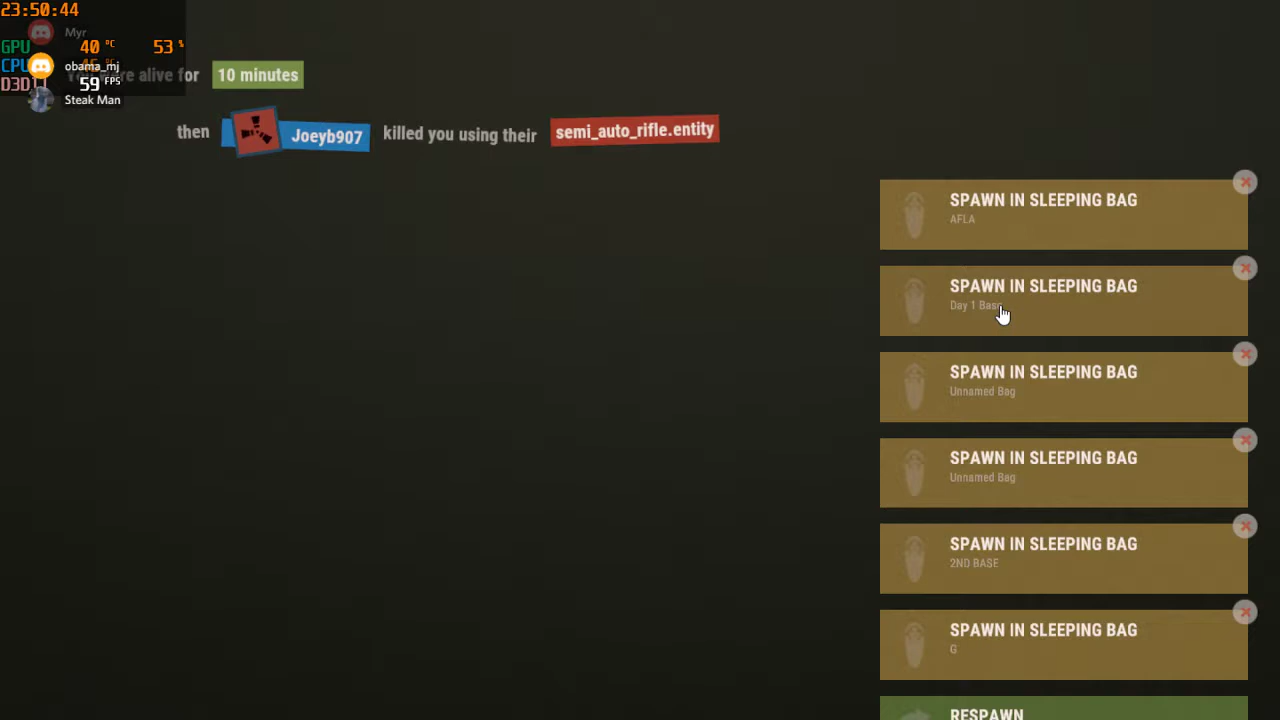 23:50:44
Myr
GPU 40 °C 53 %
CPU
obama_mj
were alive for 10 minutes
D3D11 59 FPS
Steak Man
then Joeyb907 killed you using their semi_auto_rifle.entity
SPAWN IN SLEEPING BAG
AFLA
SPAWN IN SLEEPING BAG
Day 1 Base
SPAWN IN SLEEPING BAG
Unnamed Bag
SPAWN IN SLEEPING BAG
Unnamed Bag
SPAWN IN SLEEPING BAG
2ND BASE
SPAWN IN SLEEPING BAG
G
RESPAWN